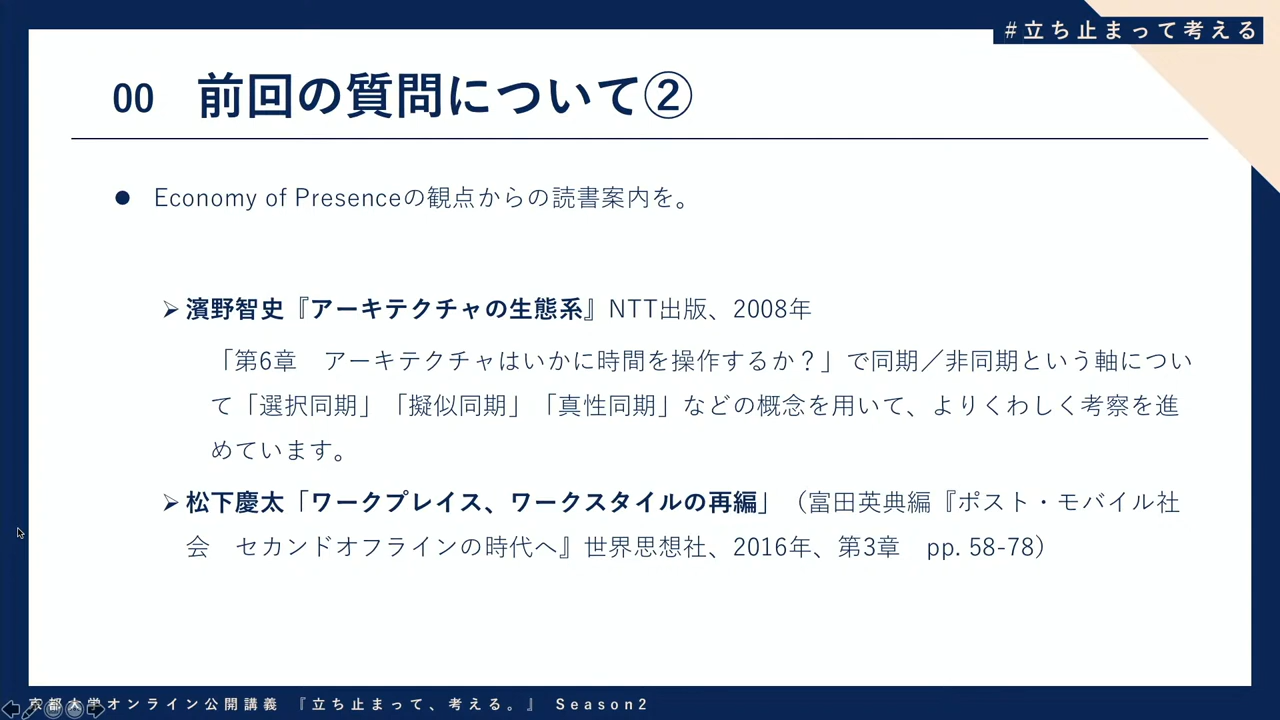 #立ち止まって考える
00 前回の質問について②
● Economy of Presenceの観点からの読書案内を。
➢ 濱野智史『アーキテクチャの生態系』NTT出版、2008年
「第6章　アーキテクチャはいかに時間を操作するか？」で同期／非同期という軸につい
て「選択同期」「擬似同期」「真性同期」などの概念を用いて、よりくわしく考察を進
めています。
➢ 松下慶太「ワークプレイス、ワークスタイルの再編」（富田英典編『ポスト・モバイル社
会　セカンドオフラインの時代へ』世界思想社、2016年、第3章　pp. 58-78）
京都大学オンライン公開講義 『立ち止まって、考える。』 Season2